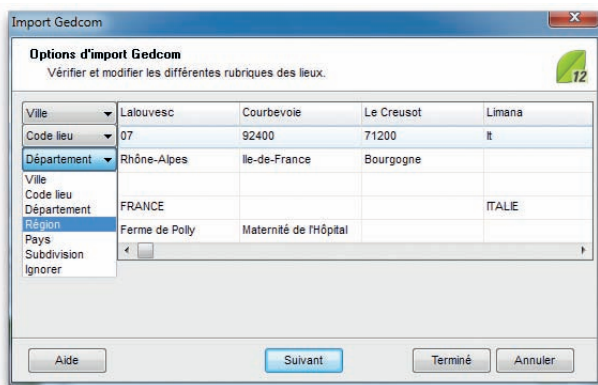 Import Gedcom
Options d'import Gedcom
Vérifier et modifier les différentes rubriques des lieux.
12
Ville Lalouvesc Courbevoie Le Creusot Limana
Code lieu 07 92400 71200 It
Département Rhône-Alpes Ile-de-France Bourgogne
Ville
Code lieu
Département FRANCE ITALIE
Région Ferme de Polly Maternité de l'Hôpital
Pays
Subdivision
Ignorer
Aide Suivant Terminé Annuler